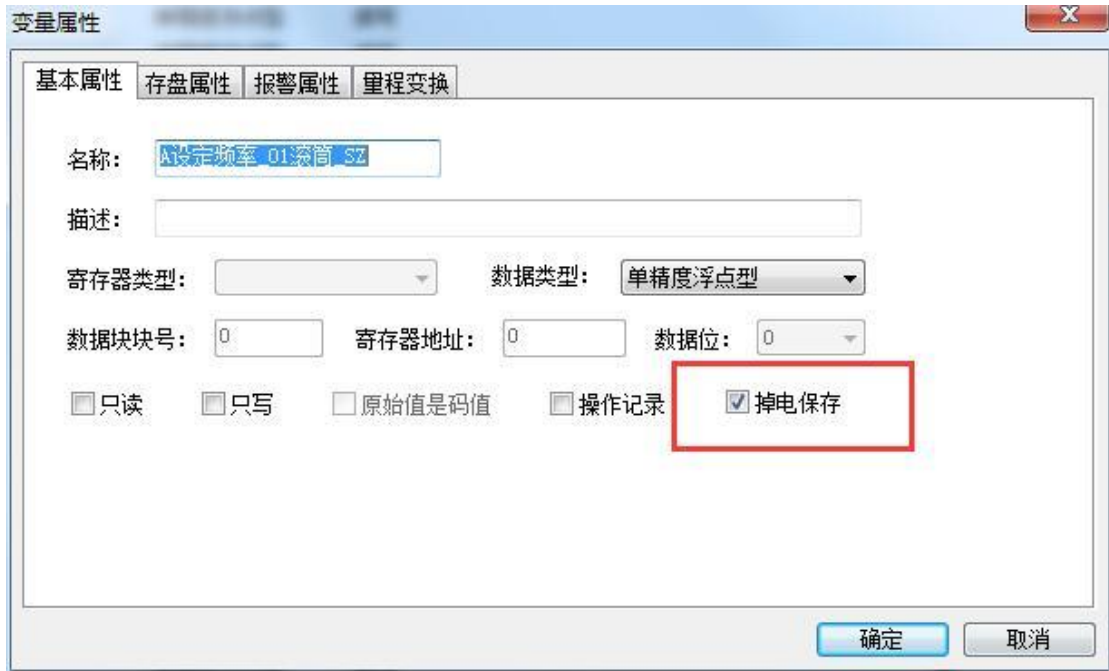 变量属性
基本属性 存盘属性 报警属性 量程变换
名称： A设定频率_01滚筒_SZ
描述：
寄存器类型： 数据类型： 单精度浮点型
数据块块号： 0 寄存器地址： 0 数据位： 0
只读 只写 原始值是码值 操作记录 掉电保存
确定 取消